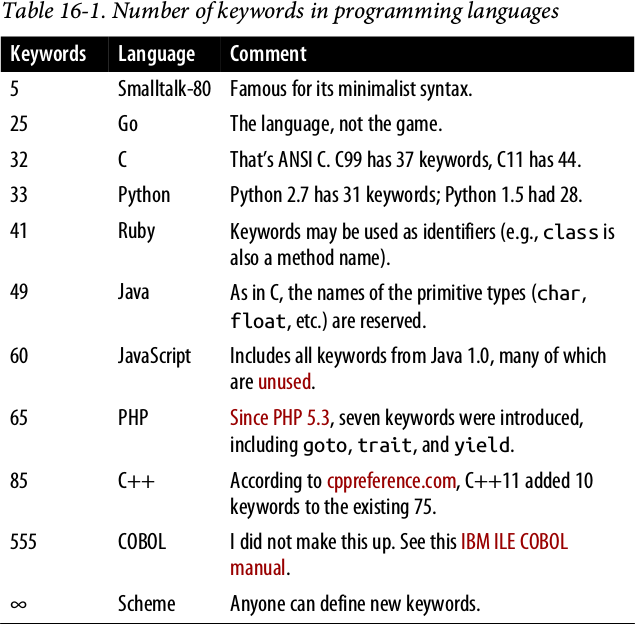 Table 16-1. Number of keywords in programming languages
Keywords Language Comment
5 Smalltalk-80 Famous for its minimalist syntax.
25 Go The language, not the game.
32 C That’s ANSI C. C99 has 37 keywords, C11 has 44.
33 Python Python 2.7 has 31 keywords; Python 1.5 had 28.
41 Ruby Keywords may be used as identifiers (e.g., class is
also a method name).
49 Java As in C, the names of the primitive types (char,
float, etc.) are reserved.
60 JavaScript Includes all keywords from Java 1.0, many of which
are unused.
65 PHP Since PHP 5.3, seven keywords were introduced,
including goto, trait, and yield.
85 C++ According to cppreference.com, C++11 added 10
keywords to the existing 75.
555 COBOL I did not make this up. See this IBM ILE COBOL
manual.
∞ Scheme Anyone can define new keywords.